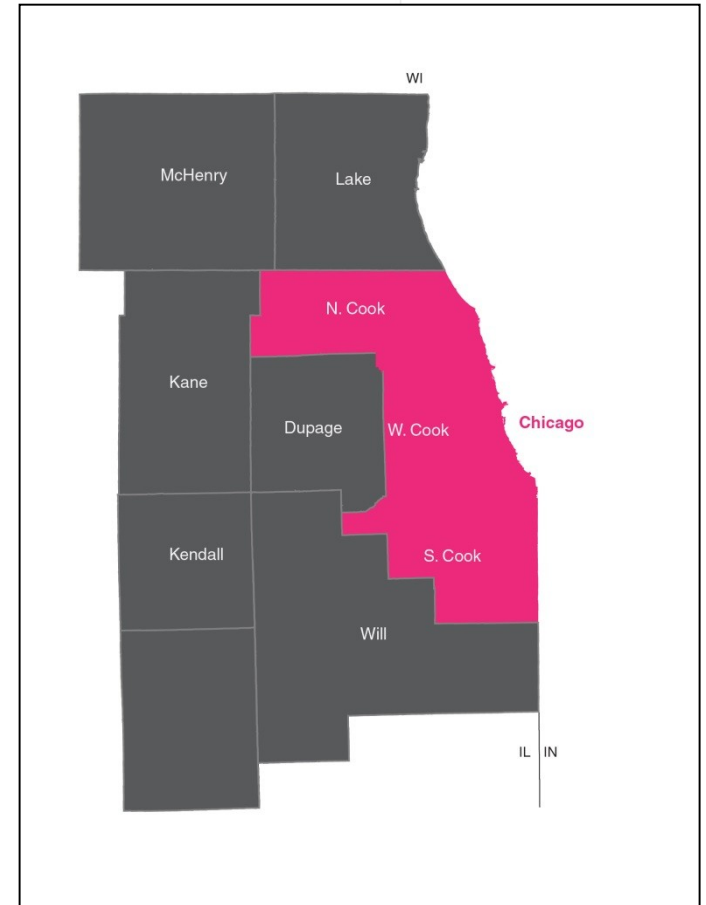 WI
McHenry
Lake
N. Cook
Kane
Dupage
W. Cook
Chicago
Kendall
S. Cook
Will
IL
IN